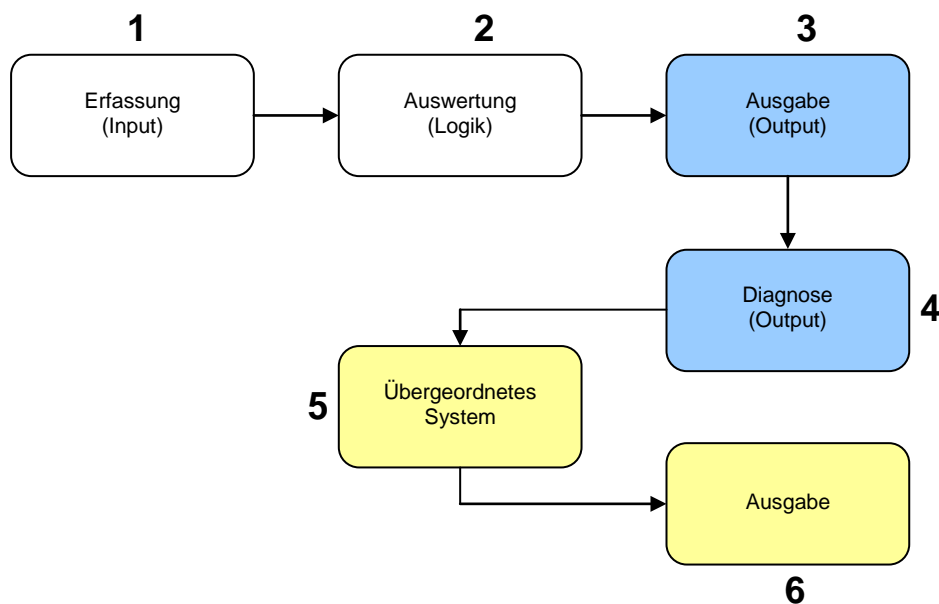 1
2
3
Erfassung
(Input)
Auswertung
(Logik)
Ausgabe
(Output)
Diagnose
(Output)
4
5
Übergeordnetes
System
Ausgabe
6